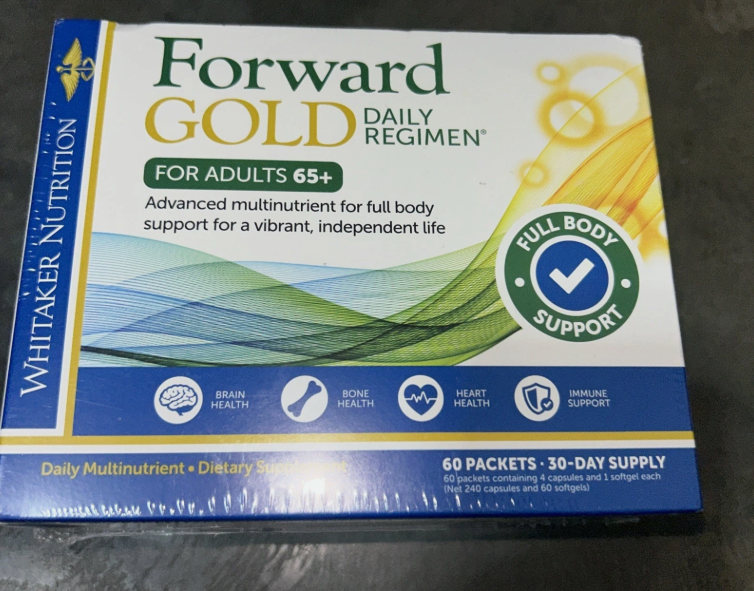 WHITAKER NUTRITION
Forward
GOLD DAILY
REGIMEN®
FOR ADULTS 65+
Advanced multinutrient for full body
support for a vibrant, independent life
FULL BODY
SUPPORT
BRAIN
HEALTH
BONE
HEALTH
HEART
HEALTH
IMMUNE
SUPPORT
Daily Multinutrient • Dietary Supplement
60 PACKETS · 30-DAY SUPPLY
60 packets containing 4 capsules and 1 softgel each
(Net 240 capsules and 60 softgels)